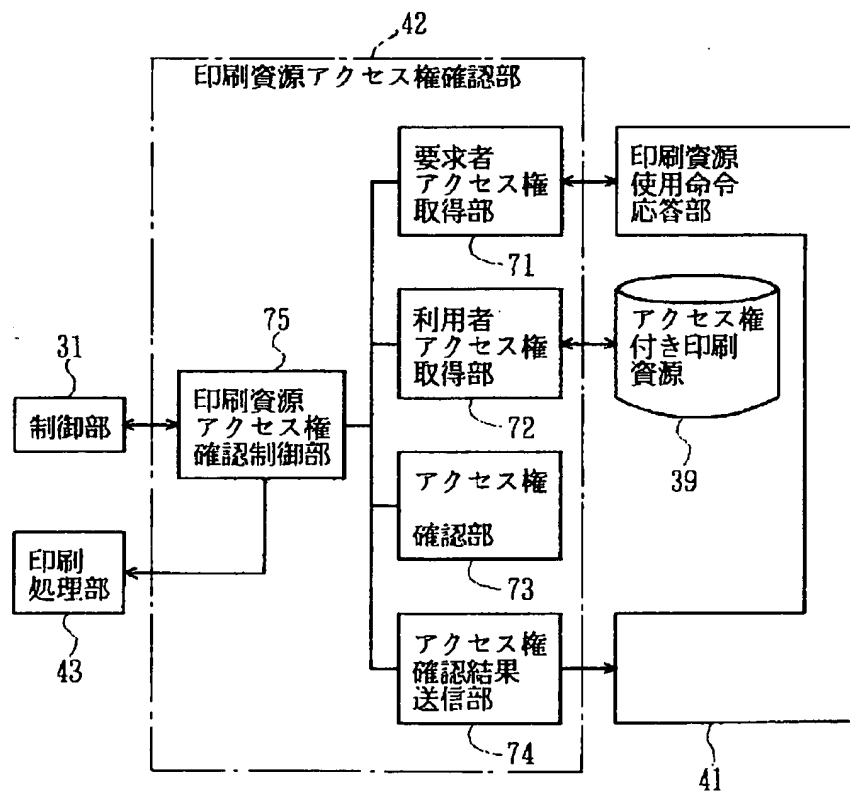 42
印刷資源アクセス権確認部
要求者
アクセス権
取得部
71
印刷資源
使用命令
応答部
利用者
アクセス権
取得部
72
アクセス権
付き印刷
資源
39
75
印刷資源
アクセス権
確認制御部
31
制御部
アクセス権
確認部
73
印刷
処理部
43
アクセス権
確認結果
送信部
74
41